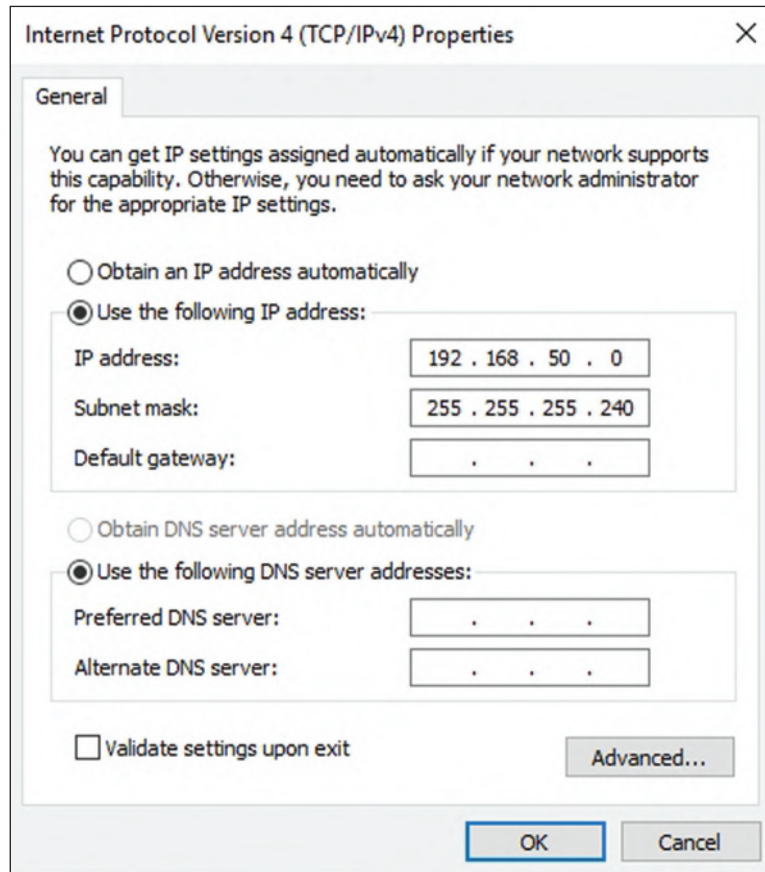 Internet Protocol Version 4 (TCP/IPv4) Properties
General
You can get IP settings assigned automatically if your network supports
this capability. Otherwise, you need to ask your network administrator
for the appropriate IP settings.
Obtain an IP address automatically
Use the following IP address:
IP address: 192 . 168 . 50 . 0
Subnet mask: 255 . 255 . 255 . 240
Default gateway: . . .
Obtain DNS server address automatically
Use the following DNS server addresses:
Preferred DNS server: . . .
Alternate DNS server: . . .
Validate settings upon exit
Advanced...
OK Cancel